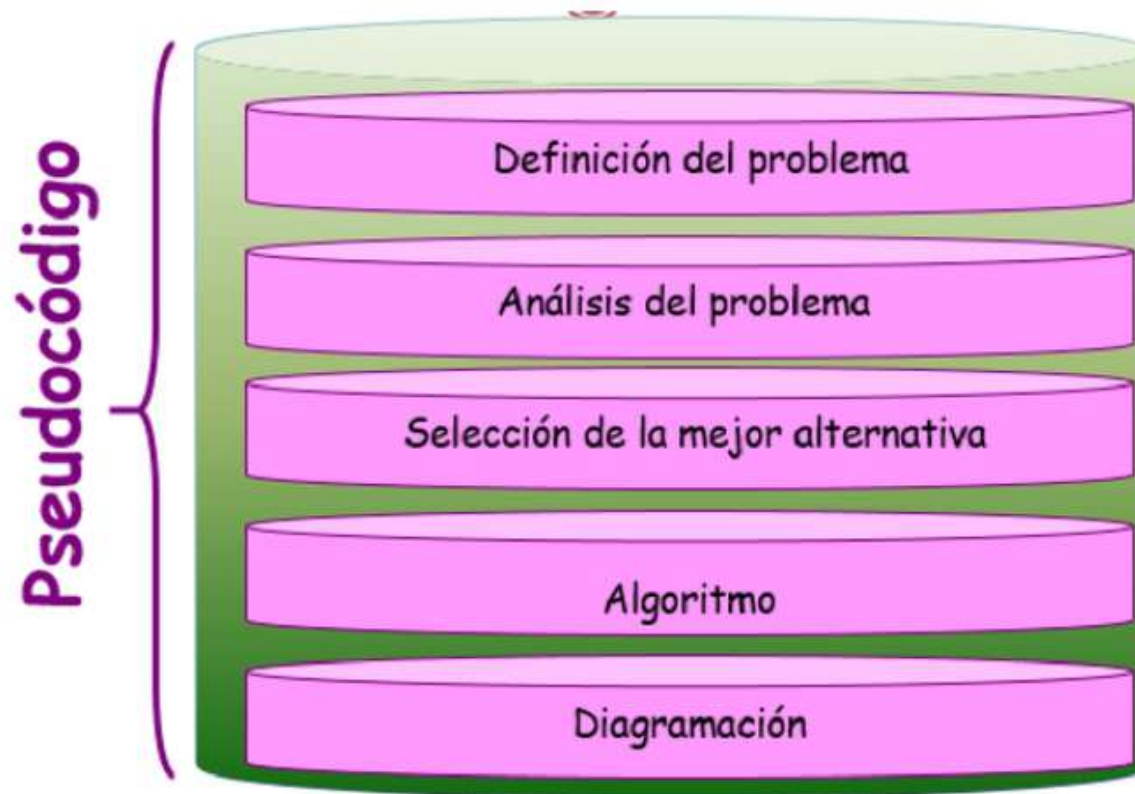 Pseudocódigo
Definición del problema
Análisis del problema
Selección de la mejor alternativa
Algoritmo
Diagramación